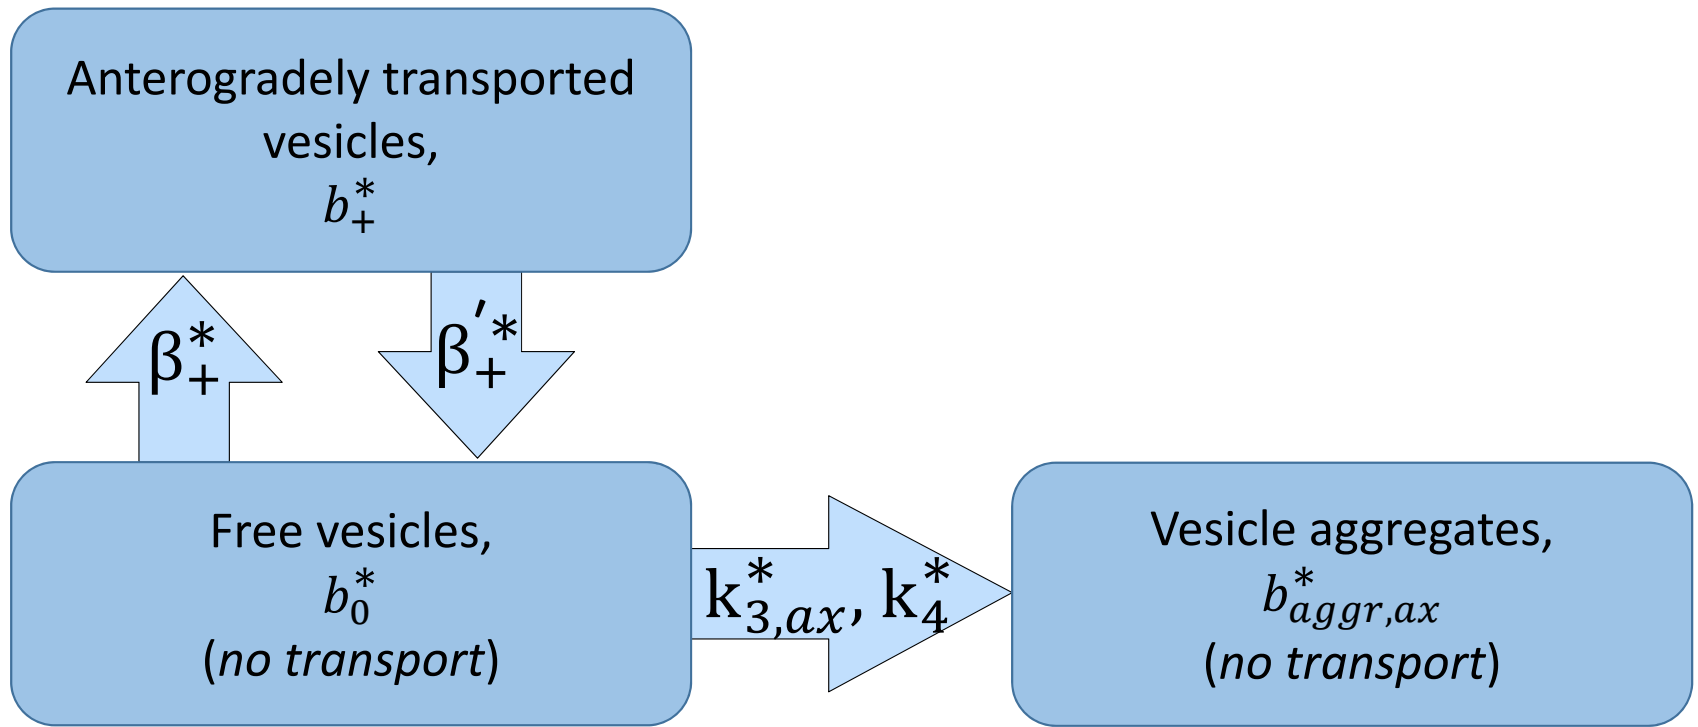 Anterogradely transported
vesicles,
b₊*
β₊*
β₊′*
Free vesicles,
b₀*
(no transport)
k*₃,ₐₓ, k₄*
Vesicle aggregates,
b*_{aggr,ax}
(no transport)